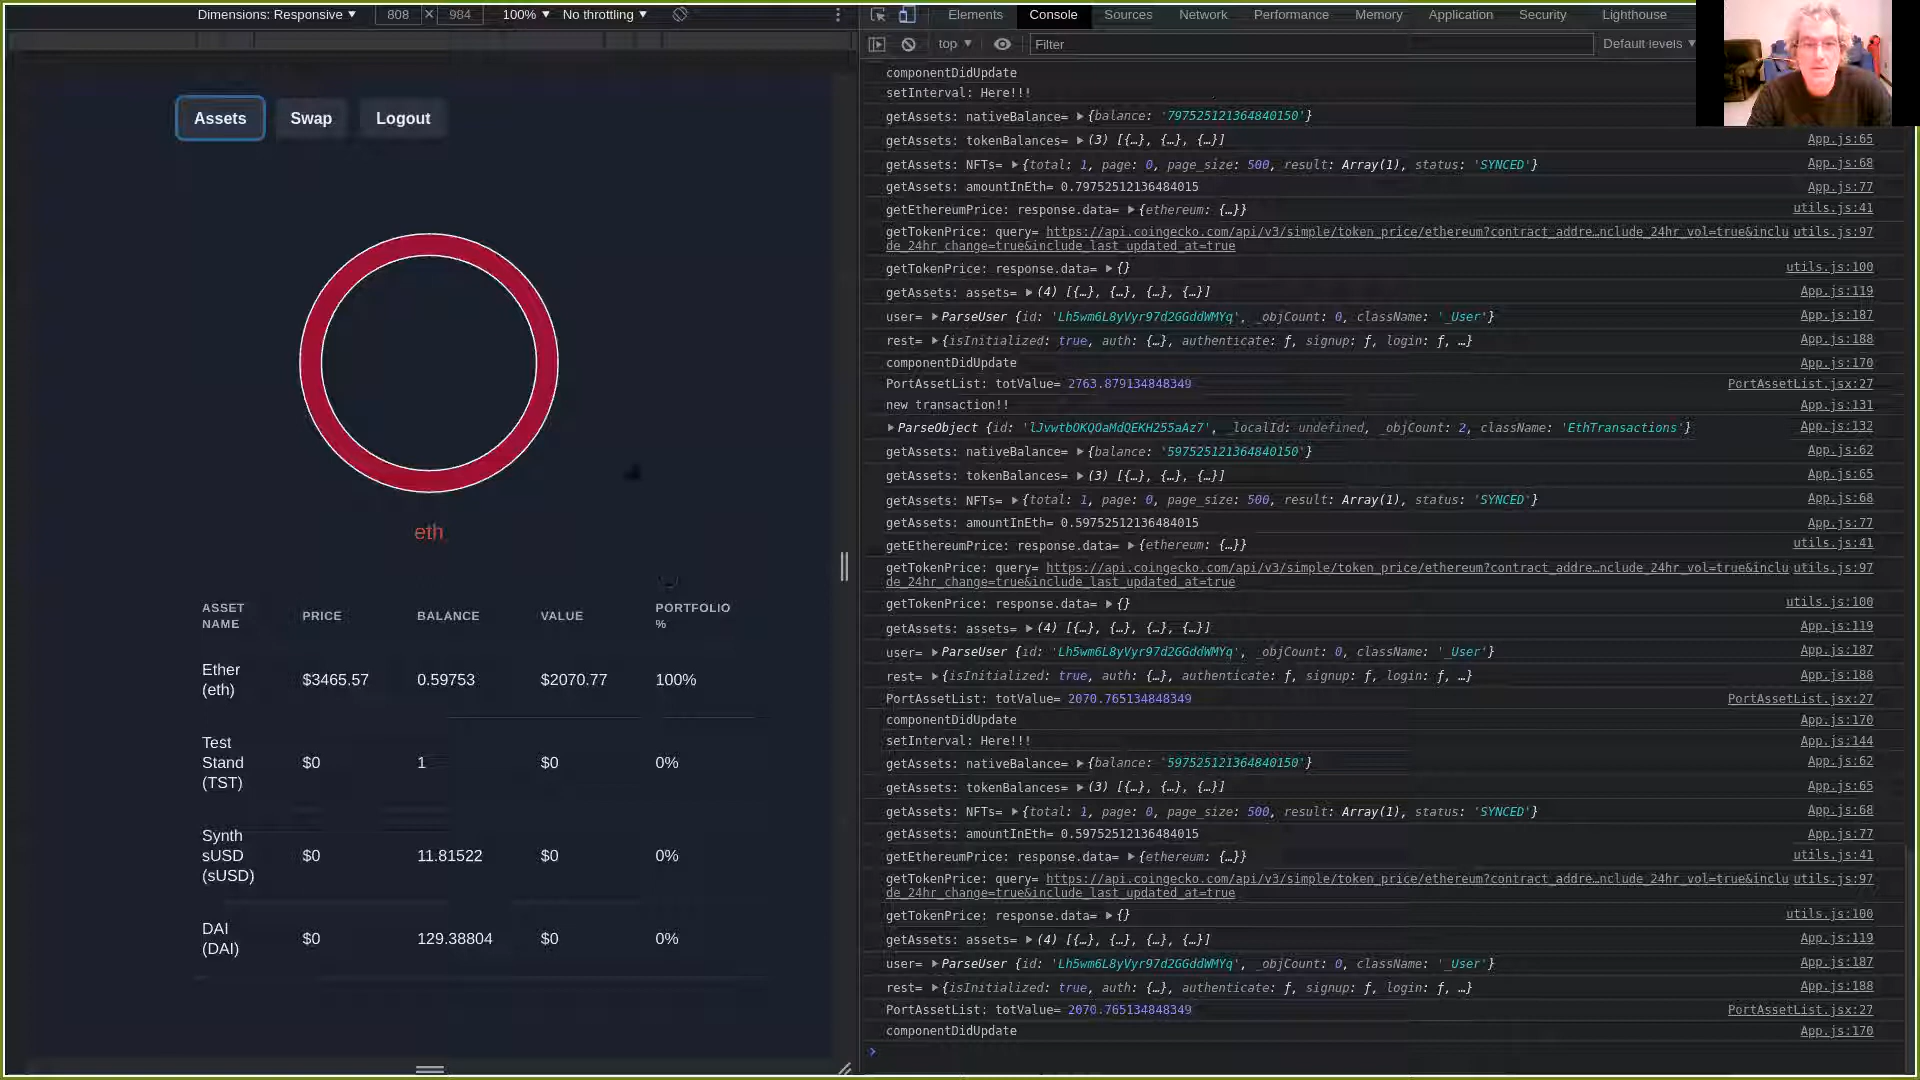 Dimensions: Responsive ▼ 808 × 984 100% ▼ No throttling ▼
Elements Console Sources Network Performance Memory Application Security Lighthouse
top ▼ Filter Default levels ▼
Assets Swap Logout
eth
ASSET NAME PRICE BALANCE VALUE PORTFOLIO %
Ether (eth) $3465.57 0.59753 $2070.77 100%
Test Stand (TST) $0 1 $0 0%
Synth sUSD (sUSD) $0 11.81522 $0 0%
DAI (DAI) $0 129.38804 $0 0%
componentDidUpdate
setInterval: Here!!!
getAssets: nativeBalance= ▶{balance: '797525121364840150'}
getAssets: tokenBalances= ▶(3) [{…}, {…}, {…}] App.js:65
getAssets: NFTs= ▶{total: 1, page: 0, page_size: 500, result: Array(1), status: 'SYNCED'} App.js:68
getAssets: amountInEth= 0.79752512136484015 App.js:77
getEthereumPrice: response.data= ▶{ethereum: {…}} utils.js:41
getTokenPrice: query= https://api.coingecko.com/api/v3/simple/token_price/ethereum?contract_addre…nclude_24hr_vol=true&inclu utils.js:97
de_24hr_change=true&include_last_updated_at=true
getTokenPrice: response.data= ▶{} utils.js:100
getAssets: assets= ▶(4) [{…}, {…}, {…}, {…}] App.js:119
user= ▶ParseUser {id: 'Lh5wm6L8yVyr97d2GGddWMYq', _objCount: 0, className: '_User'} App.js:187
rest= ▶{isInitialized: true, auth: {…}, authenticate: ƒ, signup: ƒ, login: ƒ, …} App.js:188
componentDidUpdate App.js:170
PortAssetList: totValue= 2763.879134848349 PortAssetList.jsx:27
new transaction!! App.js:131
▶ParseObject {id: 'lJvwtbOKQOaMdQEKH255aAz7', _localId: undefined, _objCount: 2, className: 'EthTransactions'} App.js:132
getAssets: nativeBalance= ▶{balance: '597525121364840150'} App.js:62
getAssets: tokenBalances= ▶(3) [{…}, {…}, {…}] App.js:65
getAssets: NFTs= ▶{total: 1, page: 0, page_size: 500, result: Array(1), status: 'SYNCED'} App.js:68
getAssets: amountInEth= 0.59752512136484015 App.js:77
getEthereumPrice: response.data= ▶{ethereum: {…}} utils.js:41
getTokenPrice: query= https://api.coingecko.com/api/v3/simple/token_price/ethereum?contract_addre…nclude_24hr_vol=true&inclu utils.js:97
de_24hr_change=true&include_last_updated_at=true
getTokenPrice: response.data= ▶{} utils.js:100
getAssets: assets= ▶(4) [{…}, {…}, {…}, {…}] App.js:119
user= ▶ParseUser {id: 'Lh5wm6L8yVyr97d2GGddWMYq', _objCount: 0, className: '_User'} App.js:187
rest= ▶{isInitialized: true, auth: {…}, authenticate: ƒ, signup: ƒ, login: ƒ, …} App.js:188
PortAssetList: totValue= 2070.765134848349 PortAssetList.jsx:27
componentDidUpdate App.js:170
setInterval: Here!!! App.js:144
getAssets: nativeBalance= ▶{balance: '597525121364840150'} App.js:62
getAssets: tokenBalances= ▶(3) [{…}, {…}, {…}] App.js:65
getAssets: NFTs= ▶{total: 1, page: 0, page_size: 500, result: Array(1), status: 'SYNCED'} App.js:68
getAssets: amountInEth= 0.59752512136484015 App.js:77
getEthereumPrice: response.data= ▶{ethereum: {…}} utils.js:41
getTokenPrice: query= https://api.coingecko.com/api/v3/simple/token_price/ethereum?contract_addre…nclude_24hr_vol=true&inclu utils.js:97
de_24hr_change=true&include_last_updated_at=true
getTokenPrice: response.data= ▶{} utils.js:100
getAssets: assets= ▶(4) [{…}, {…}, {…}, {…}] App.js:119
user= ▶ParseUser {id: 'Lh5wm6L8yVyr97d2GGddWMYq', _objCount: 0, className: '_User'} App.js:187
rest= ▶{isInitialized: true, auth: {…}, authenticate: ƒ, signup: ƒ, login: ƒ, …} App.js:188
PortAssetList: totValue= 2070.765134848349 PortAssetList.jsx:27
componentDidUpdate App.js:170